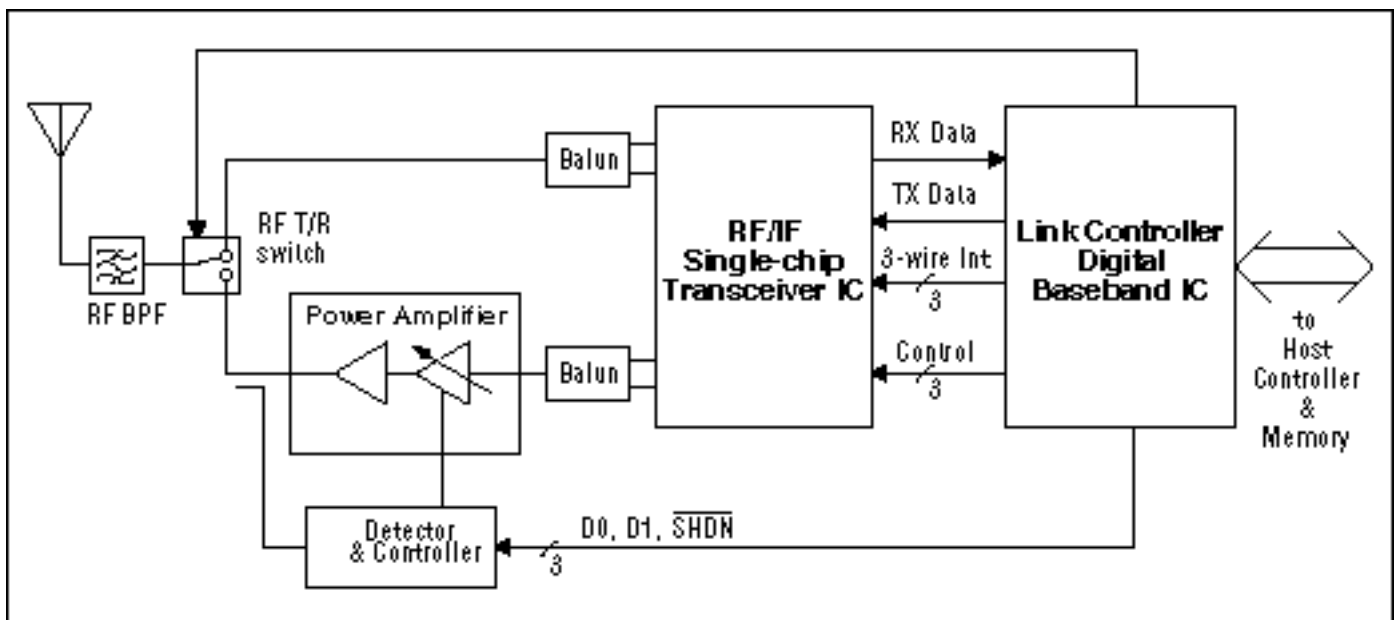 RX Data
Balun
TX Data
RF T/R
switch
RF/IF
Single-chip
Transceiver IC
Link Controller
Digital
Baseband IC
3-wire Int
3
RF BPF
Power Amplifier
to
Host
Controller
&
Memory
Balun
Control
3
Detector
& Controller
D0, D1, SHDN
3